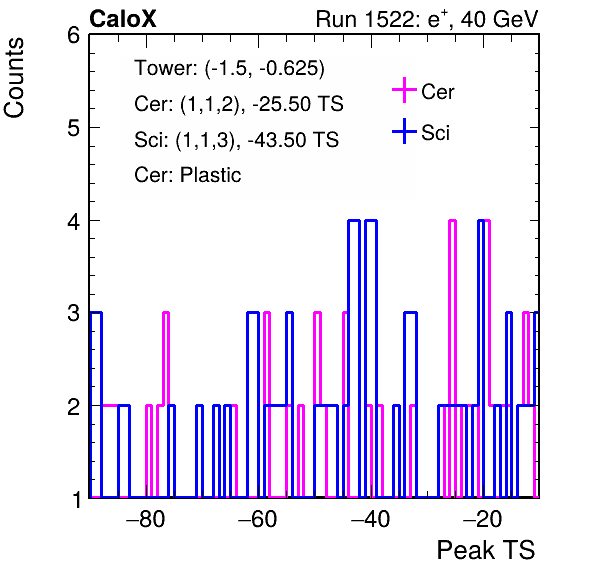 CaloX Run 1522: e+, 40 GeV
Counts
6
5
4
3
2
1
Tower: (-1.5, -0.625)
Cer: (1,1,2), -25.50 TS
Sci: (1,1,3), -43.50 TS
Cer: Plastic
Cer
Sci
−80 −60 −40 −20
Peak TS